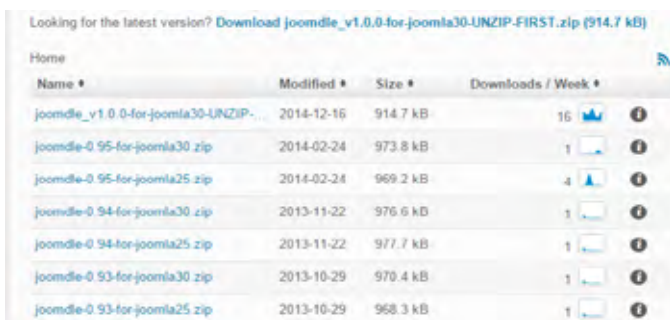 Looking for the latest version? Download joomdle_v1.0.0-for-joomla30-UNZIP-FIRST.zip (914.7 kB)
Home
Name Modified Size Downloads / Week
joomdle_v1.0.0-for-joomla30-UNZIP-... 2014-12-16 914.7 kB 16
joomdle-0.95-for-joomla30.zip 2014-02-24 973.8 kB 1
joomdle-0.95-for-joomla25.zip 2014-02-24 969.2 kB 4
joomdle-0.94-for-joomla30.zip 2013-11-22 976.6 kB 1
joomdle-0.94-for-joomla25.zip 2013-11-22 977.7 kB 1
joomdle-0.93-for-joomla30.zip 2013-10-29 970.4 kB 1
joomdle-0.93-for-joomla25.zip 2013-10-29 968.3 kB 1